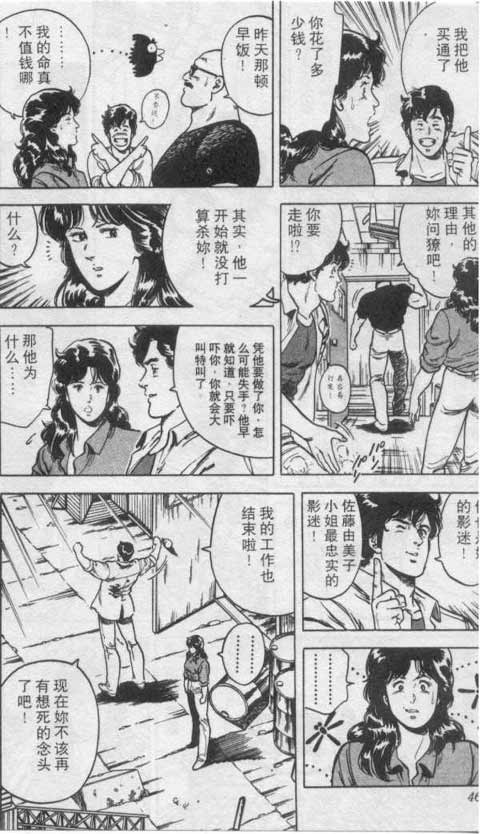 我把他
买通了
你花了多
少钱？
昨天那顿
早饭！
我的命真
不值钱哪
……！
其他的
理由，
妳问獠吧！
你要
走啦!?
其实，他一
开始就没打
算杀妳！
什么？
凭他要做了你，怎
么可能失手？他早
就知道，只要吓
吓你，你就会大
叫特叫了。
那他为
什么……
的影迷！
佐藤由美子
小姐最忠实的
影迷！
………
………
我的工作也
结束啦！
………
………
现在妳不该再
有想死的念头
了吧！
46